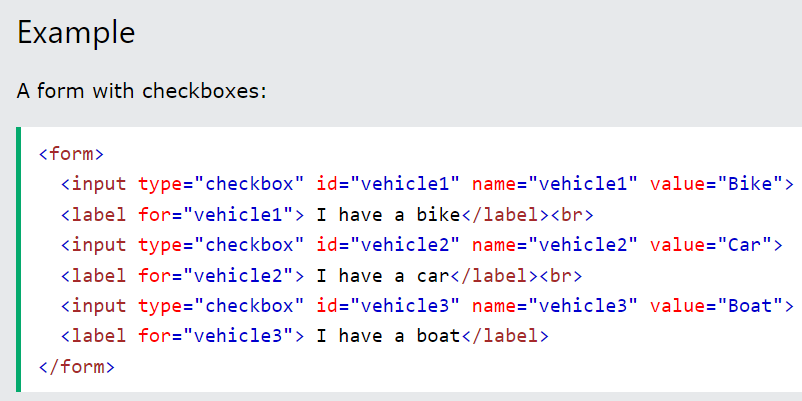 Example
A form with checkboxes:
<form>
  <input type="checkbox" id="vehicle1" name="vehicle1" value="Bike">
  <label for="vehicle1"> I have a bike</label><br>
  <input type="checkbox" id="vehicle2" name="vehicle2" value="Car">
  <label for="vehicle2"> I have a car</label><br>
  <input type="checkbox" id="vehicle3" name="vehicle3" value="Boat">
  <label for="vehicle3"> I have a boat</label>
</form>